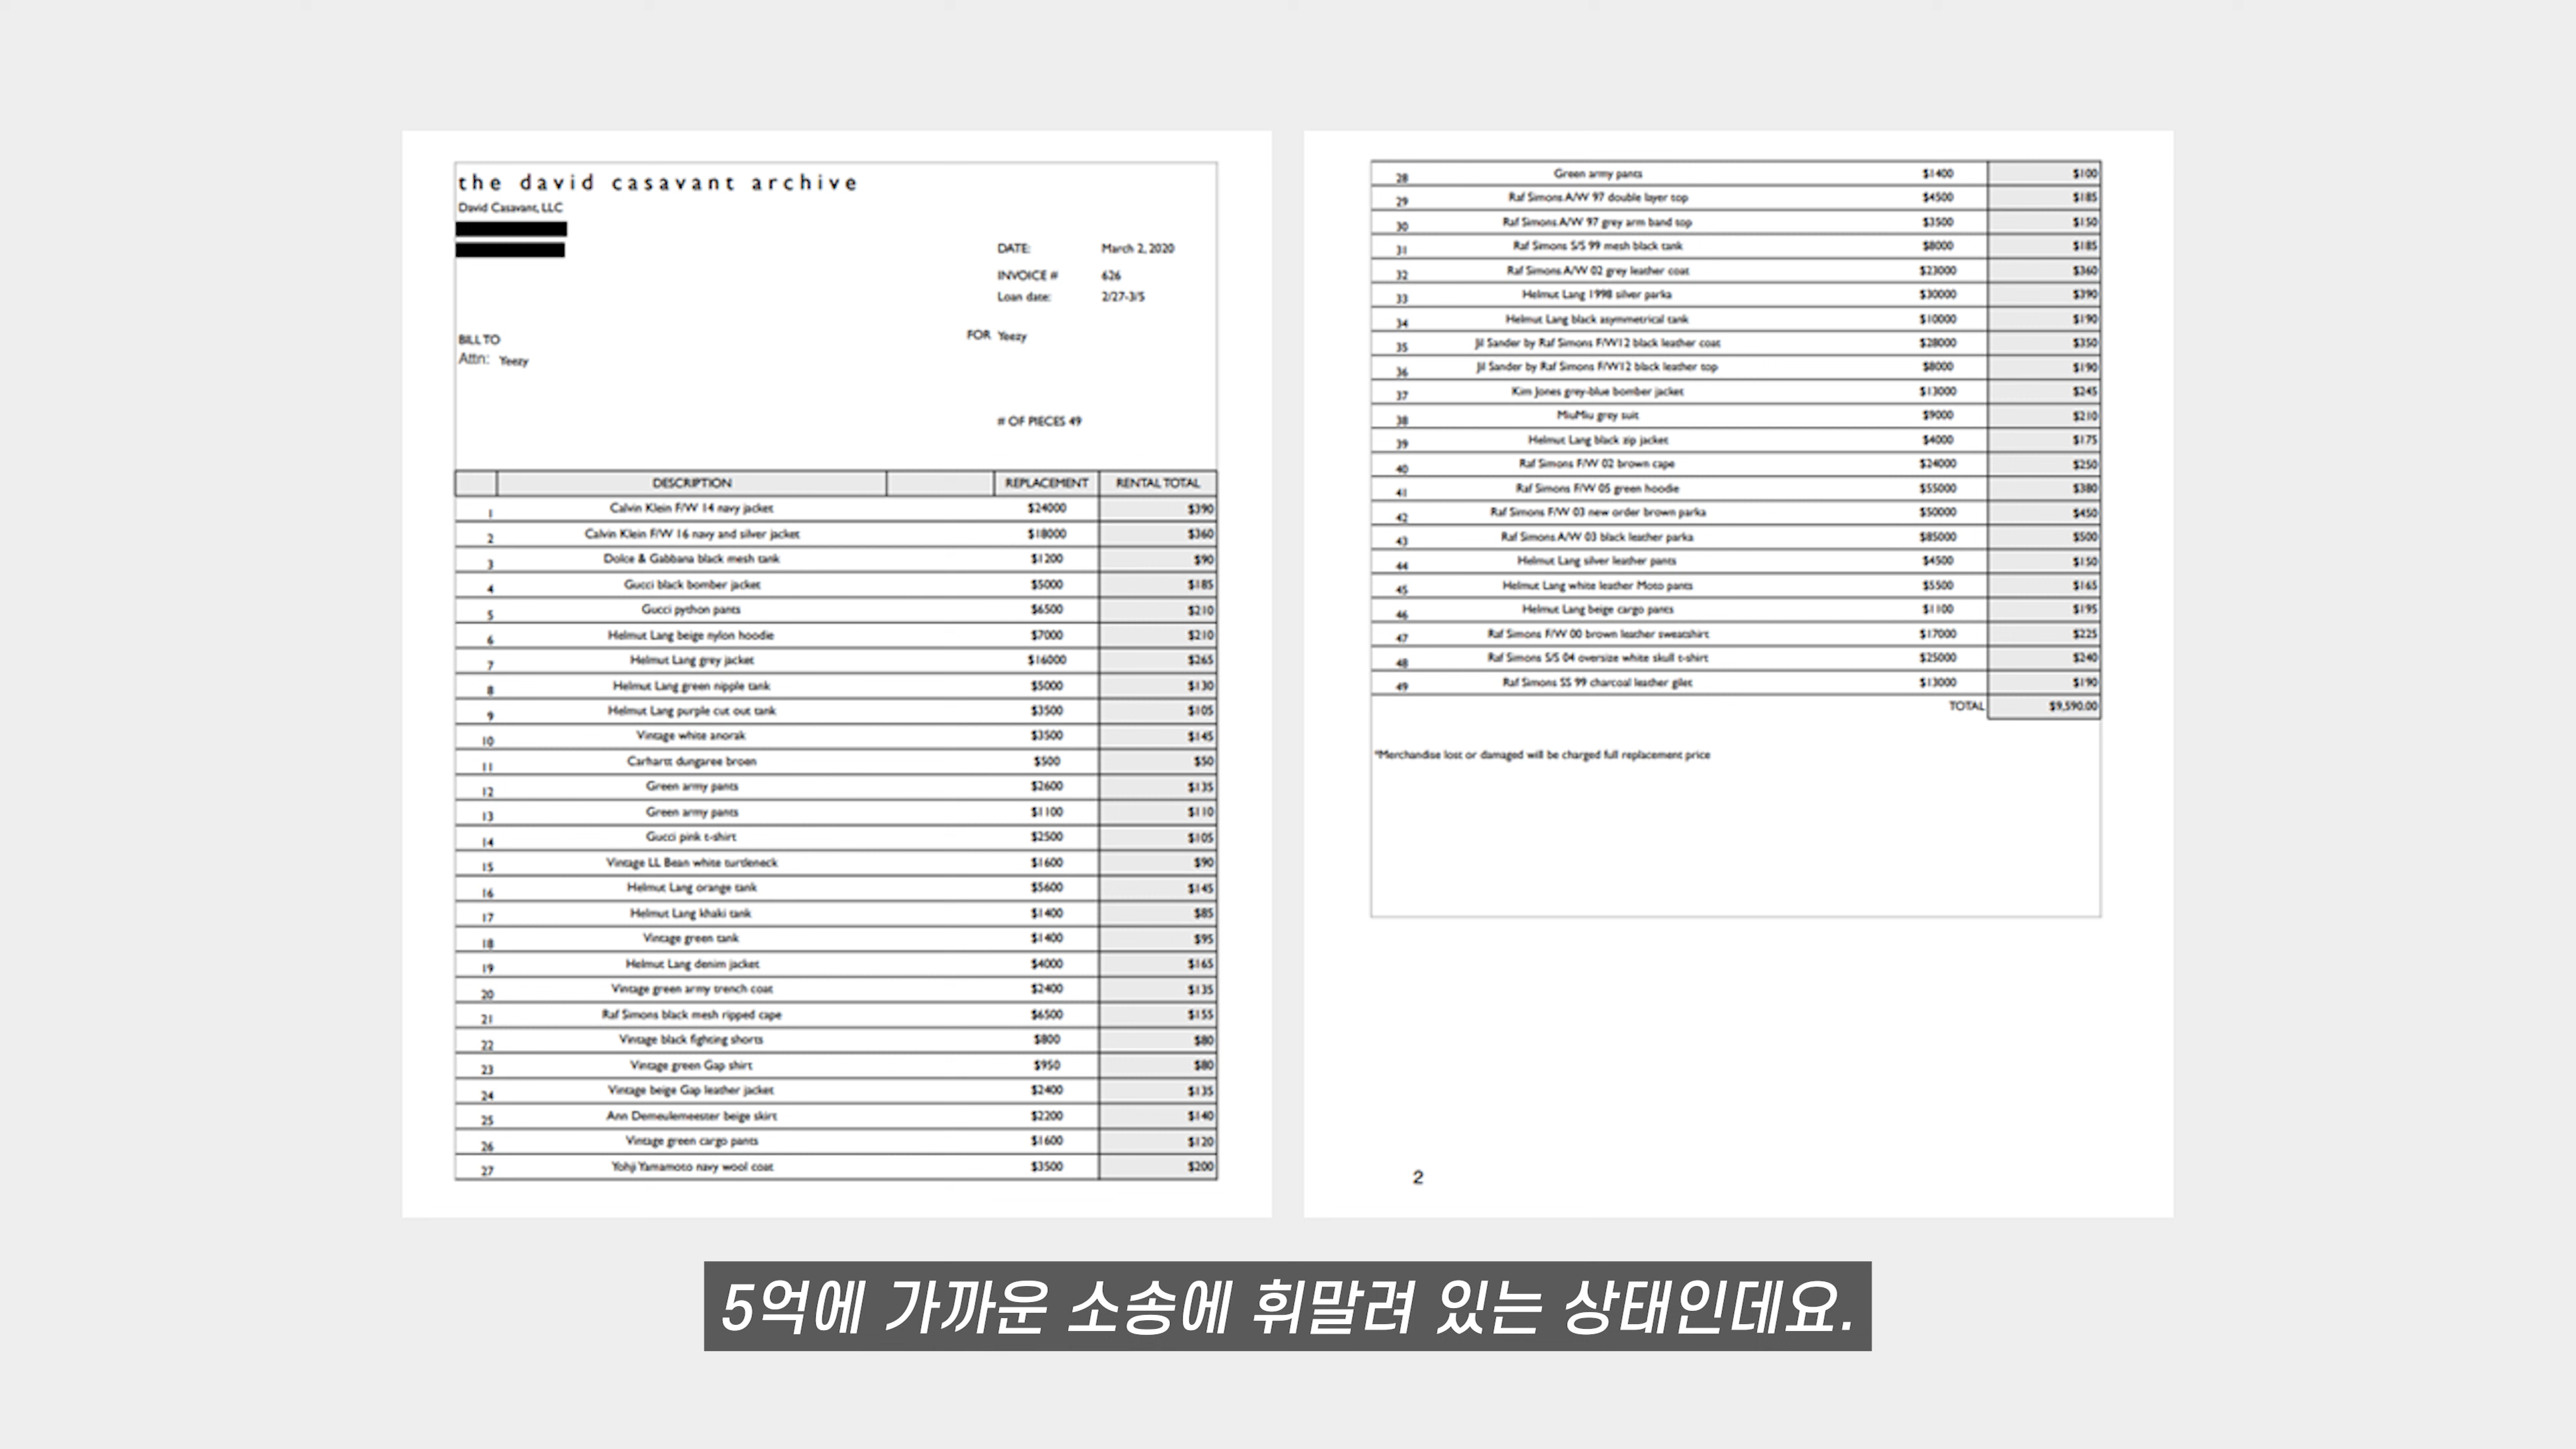 the david casavant archive
David Casavant, LLC
DATE: March 2, 2020
INVOICE # 626
Loan date: 2/27-3/5
BILL TO
FOR Yeezy
Attn: Yeezy
# OF PIECES 49
DESCRIPTION REPLACEMENT RENTAL TOTAL
1 Calvin Klein F/W 14 navy jacket $24000 $390
2 Calvin Klein F/W 16 navy and silver jacket $18000 $360
3 Dolce & Gabbana black mesh tank $1200 $90
4 Gucci black bomber jacket $5000 $185
5 Gucci python pants $6500 $210
6 Helmut Lang beige nylon hoodie $7000 $210
7 Helmut Lang grey jacket $16000 $265
8 Helmut Lang green nipple tank $5000 $130
9 Helmut Lang purple cut out tank $3500 $105
10 Vintage white anorak $3500 $145
11 Carhartt dungaree broen $500 $50
12 Green army pants $2600 $135
13 Green army pants $1100 $110
14 Gucci pink t-shirt $2500 $105
15 Vintage LL Bean white turtleneck $1600 $90
16 Helmut Lang orange tank $5600 $145
17 Helmut Lang khaki tank $1400 $85
18 Vintage green tank $1400 $95
19 Helmut Lang denim jacket $4000 $165
20 Vintage green army trench coat $2400 $135
21 Raf Simons black mesh ripped cape $6500 $155
22 Vintage black fighting shorts $800 $80
23 Vintage green Gap shirt $950 $80
24 Vintage beige Gap leather jacket $2400 $135
25 Ann Demeulemeester beige skirt $2200 $140
26 Vintage green cargo pants $1600 $120
27 Yohji Yamamoto navy wool coat $3500 $200
28 Green army pants $1400 $100
29 Raf Simons A/W 97 double layer top $4500 $185
30 Raf Simons A/W 97 grey arm band top $3500 $150
31 Raf Simons S/S 99 mesh black tank $8000 $185
32 Raf Simons A/W 02 grey leather coat $23000 $360
33 Helmut Lang 1998 silver parka $30000 $390
34 Helmut Lang black asymmetrical tank $10000 $190
35 Jil Sander by Raf Simons F/W12 black leather coat $28000 $350
36 Jil Sander by Raf Simons F/W12 black leather top $8000 $190
37 Kim Jones grey-blue bomber jacket $13000 $245
38 MiuMiu grey suit $9000 $210
39 Helmut Lang black zip jacket $4000 $175
40 Raf Simons F/W 02 brown cape $24000 $250
41 Raf Simons F/W 05 green hoodie $55000 $380
42 Raf Simons F/W 03 new order brown parka $50000 $450
43 Raf Simons A/W 03 black leather parka $85000 $500
44 Helmut Lang silver leather pants $4500 $150
45 Helmut Lang white leather Moto pants $5500 $165
46 Helmut Lang beige cargo pants $1100 $195
47 Raf Simons F/W 00 brown leather sweatshirt $17000 $225
48 Raf Simons S/S 04 oversize white skull t-shirt $25000 $240
49 Raf Simons SS 99 charcoal leather gilet $13000 $190
TOTAL $9,590.00
*Merchandise lost or damaged will be charged full replacement price
2
5억에 가까운 소송에 휘말려 있는 상태인데요.